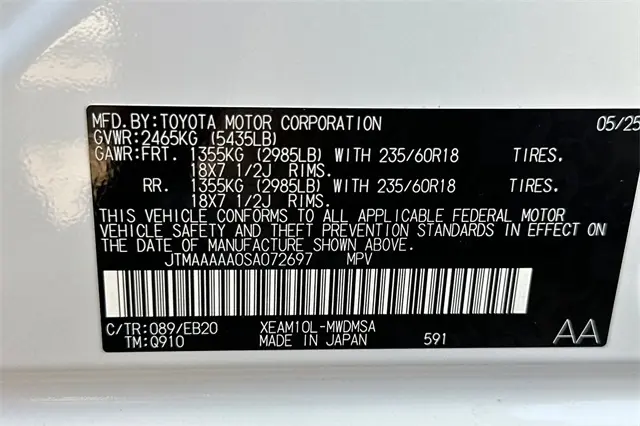 MFD.BY:TOYOTA MOTOR CORPORATION 05/25
GVWR:2465KG (5435LB)
GAWR:FRT. 1355KG (2985LB) WITH 235/60R18 TIRES.
18X7 1/2J RIMS.
RR. 1355KG (2985LB) WITH 235/60R18 TIRES.
18X7 1/2J RIMS.
THIS VEHICLE CONFORMS TO ALL APPLICABLE FEDERAL MOTOR
VEHICLE SAFETY AND THEFT PREVENTION STANDARDS IN EFFECT ON
THE DATE OF MANUFACTURE SHOWN ABOVE.
JTMAAAAA0SA072697 MPV
C/TR:089/EB20 XEAM10L-MWDMSA
TM:Q910 MADE IN JAPAN 591 AA